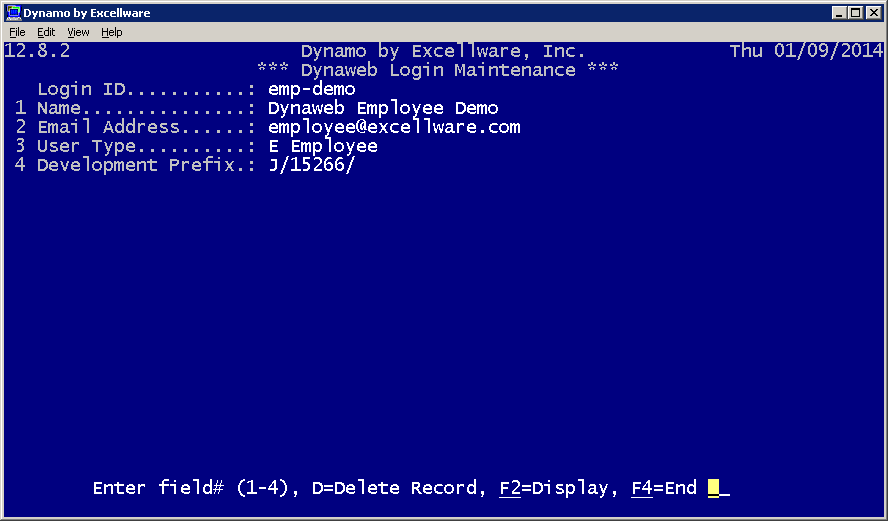 Dynamo by Excellware
File Edit View Help
12.8.2 Dynamo by Excellware, Inc. Thu 01/09/2014
*** Dynaweb Login Maintenance ***
Login ID...........: emp-demo
1 Name...............: Dynaweb Employee Demo
2 Email Address......: employee@excellware.com
3 User Type..........: E Employee
4 Development Prefix.: J/15266/
Enter field# (1-4), D=Delete Record, F2=Display, F4=End _